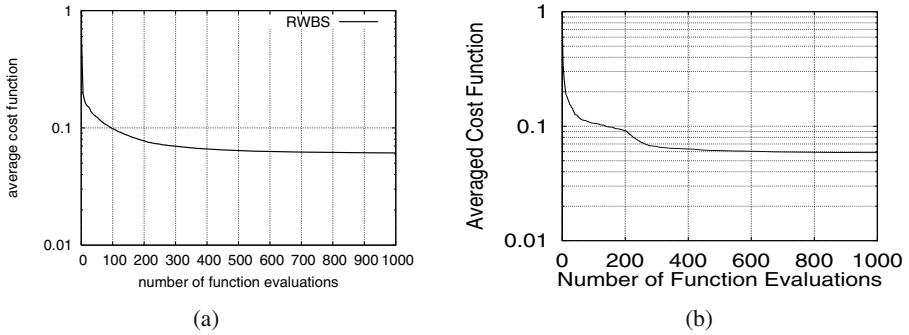 1
RWBS
0.1
0.01
average cost function
0 100 200 300 400 500 600 700 800 900 1000
number of function evaluations
(a)
1
0.1
0.01
Averaged Cost Function
0 200 400 600 800 1000
Number of Function Evaluations
(b)